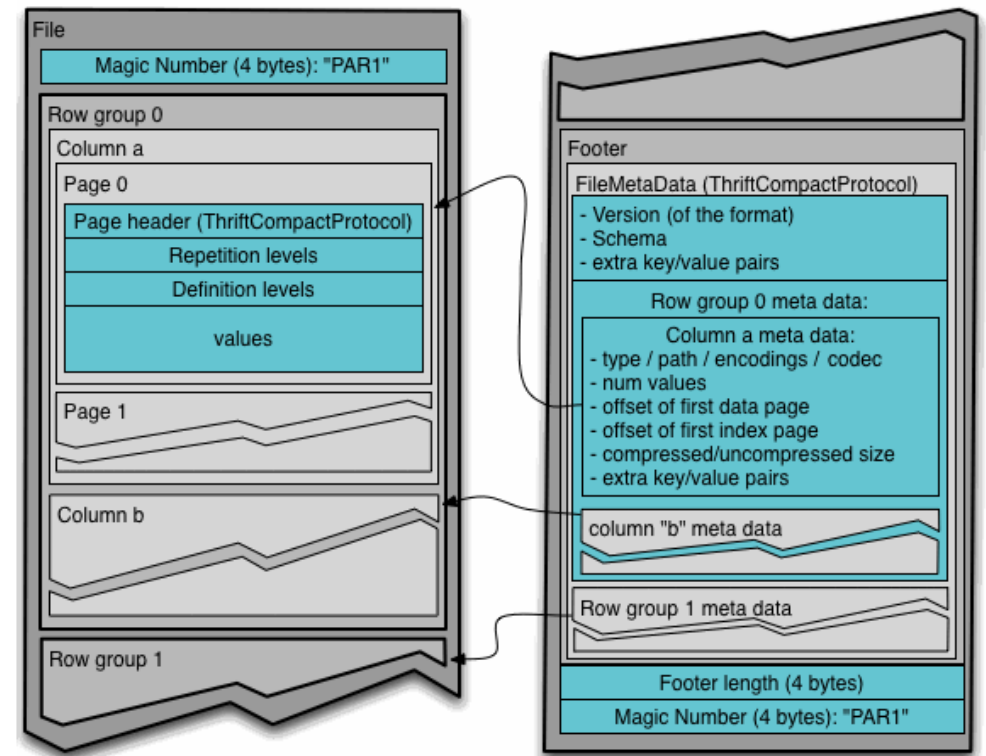 File
Magic Number (4 bytes): "PAR1"
Row group 0
Column a
Page 0
Page header (ThriftCompactProtocol)
Repetition levels
Definition levels
values
Page 1
Column b
Row group 1
Footer
FileMetaData (ThriftCompactProtocol)
- Version (of the format)
- Schema
- extra key/value pairs
Row group 0 meta data:
Column a meta data:
- type / path / encodings / codec
- num values
- offset of first data page
- offset of first index page
- compressed/uncompressed size
- extra key/value pairs
column "b" meta data
Row group 1 meta data
Footer length (4 bytes)
Magic Number (4 bytes): "PAR1"